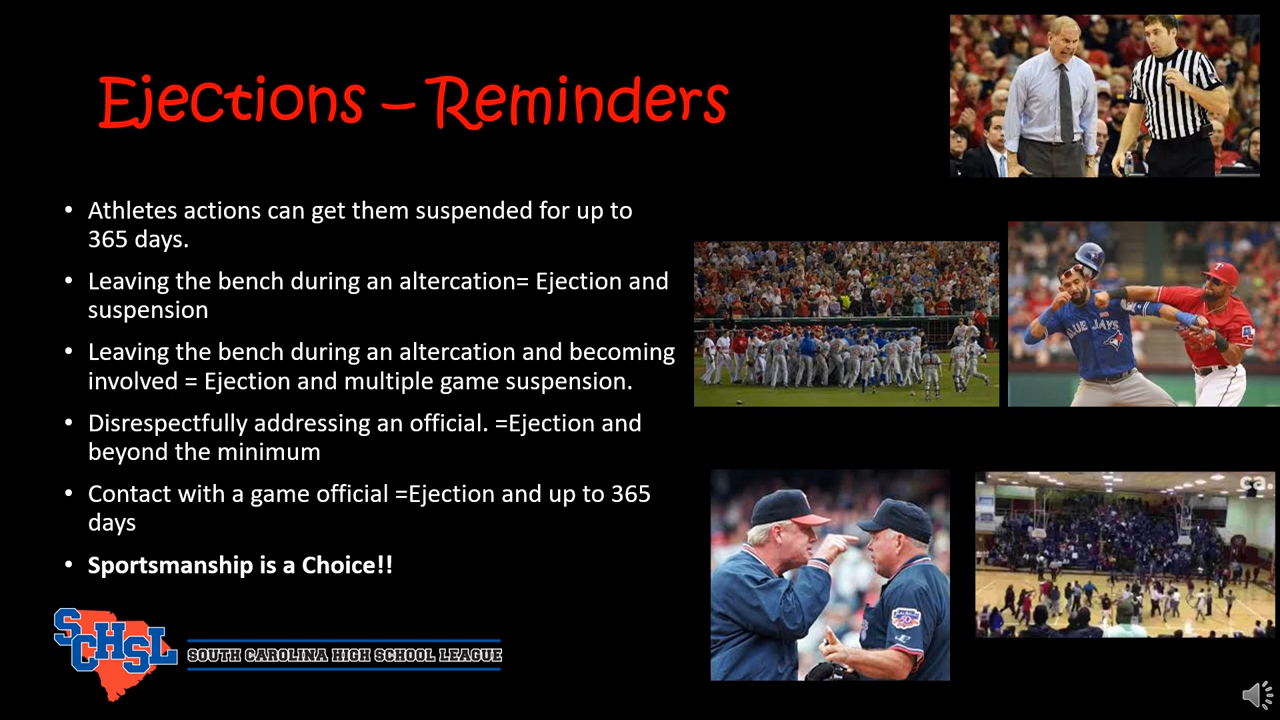 Ejections – Reminders
• Athletes actions can get them suspended for up to
365 days.
• Leaving the bench during an altercation= Ejection and
suspension
• Leaving the bench during an altercation and becoming
involved = Ejection and multiple game suspension.
• Disrespectfully addressing an official. =Ejection and
beyond the minimum
• Contact with a game official =Ejection and up to 365
days
• Sportsmanship is a Choice!!
SCHSL
SOUTH CAROLINA HIGH SCHOOL LEAGUE
BLUE JAYS
ca.